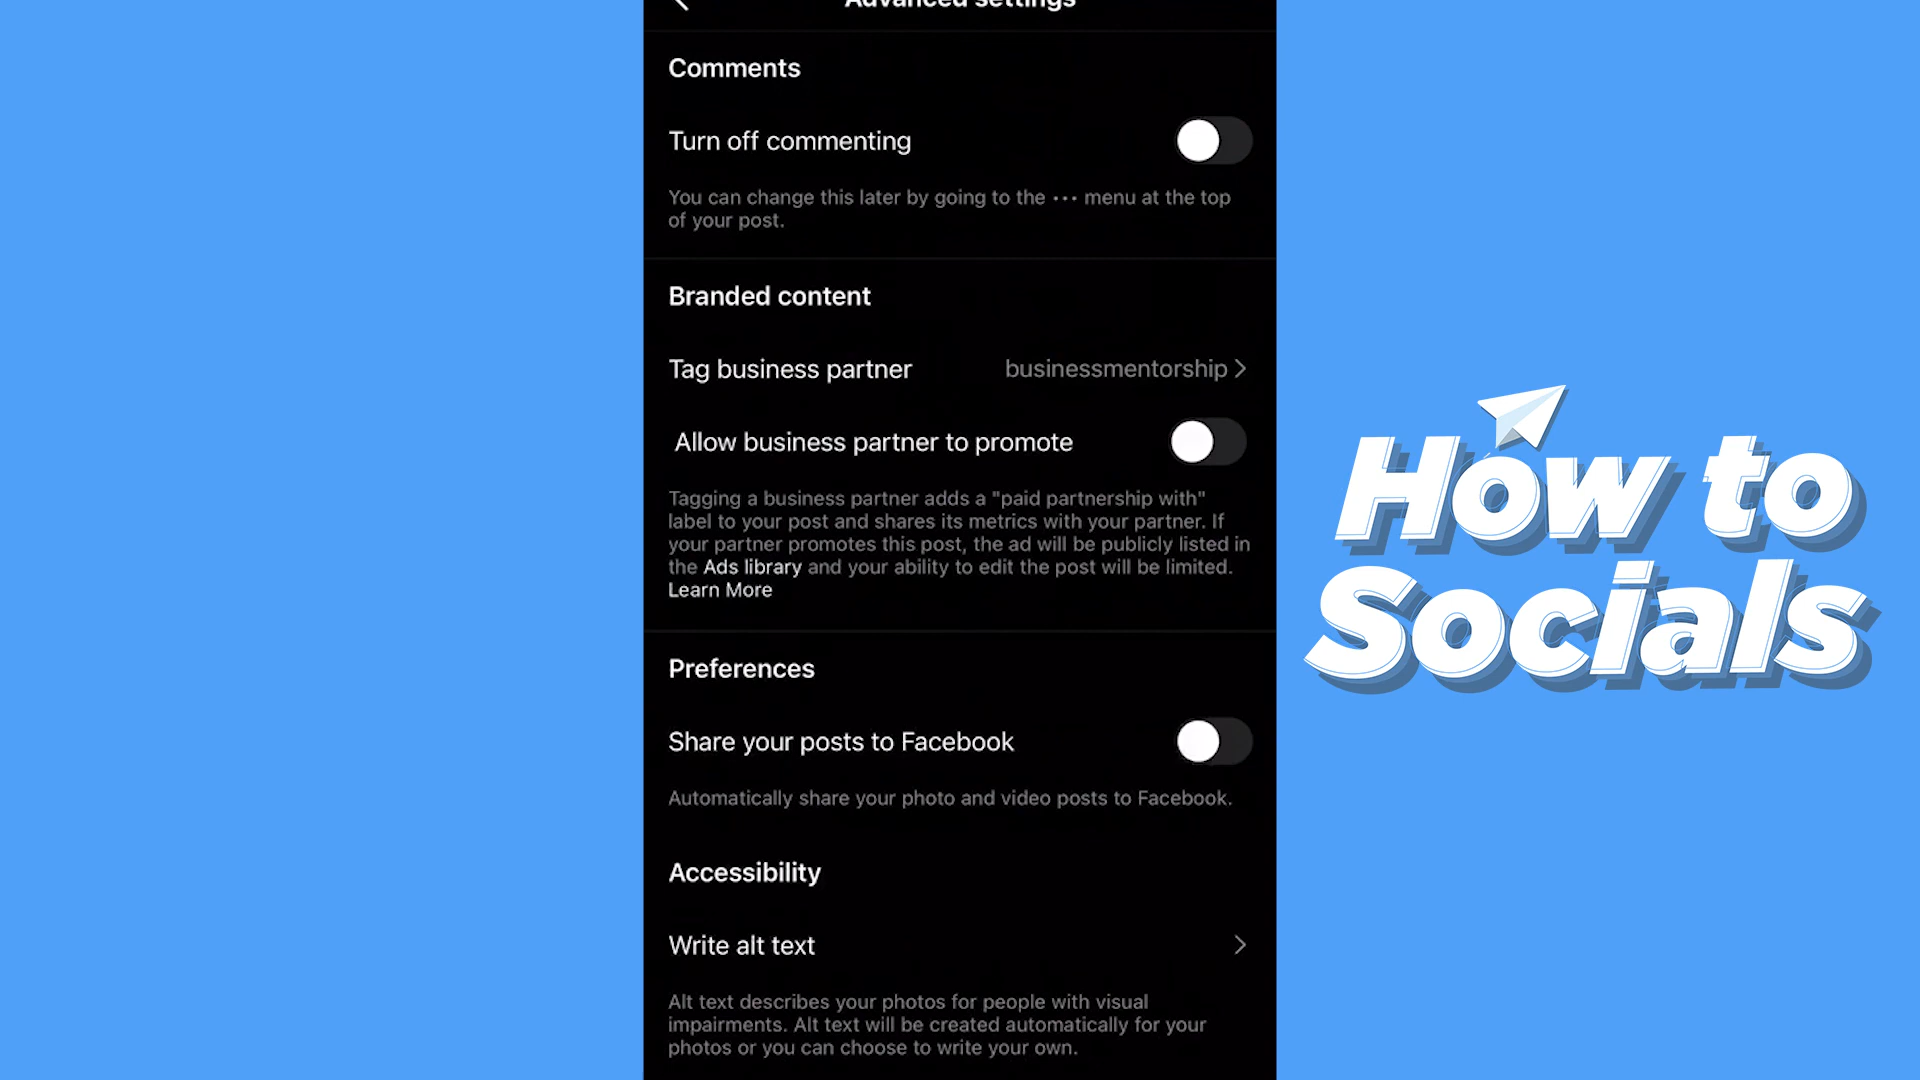 Advanced settings
Comments
Turn off commenting
You can change this later by going to the ••• menu at the top
of your post.
Branded content
Tag business partner
businessmentorship
Allow business partner to promote
Tagging a business partner adds a "paid partnership with"
label to your post and shares its metrics with your partner. If
your partner promotes this post, the ad will be publicly listed in
the Ads library and your ability to edit the post will be limited.
Learn More
Preferences
Share your posts to Facebook
Automatically share your photo and video posts to Facebook.
Accessibility
Write alt text
Alt text describes your photos for people with visual
impairments. Alt text will be created automatically for your
photos or you can choose to write your own.
How to
Socials